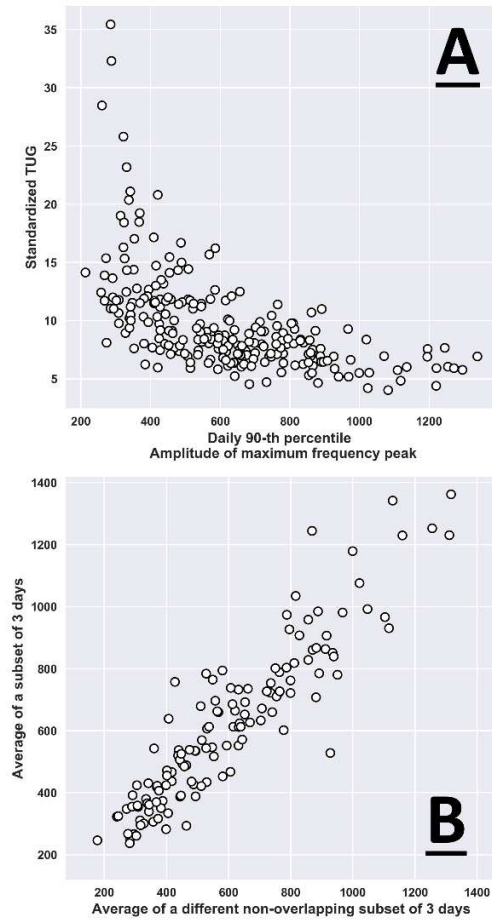 35
A
30
25
Standardized TUG
20
15
10
5
200 400 600 800 1000 1200
Daily 90-th percentile
Amplitude of maximum frequency peak
1400
1200
1000
Average of a subset of 3 days
800
600
400
B
200
200 400 600 800 1000 1200 1400
Average of a different non-overlapping subset of 3 days